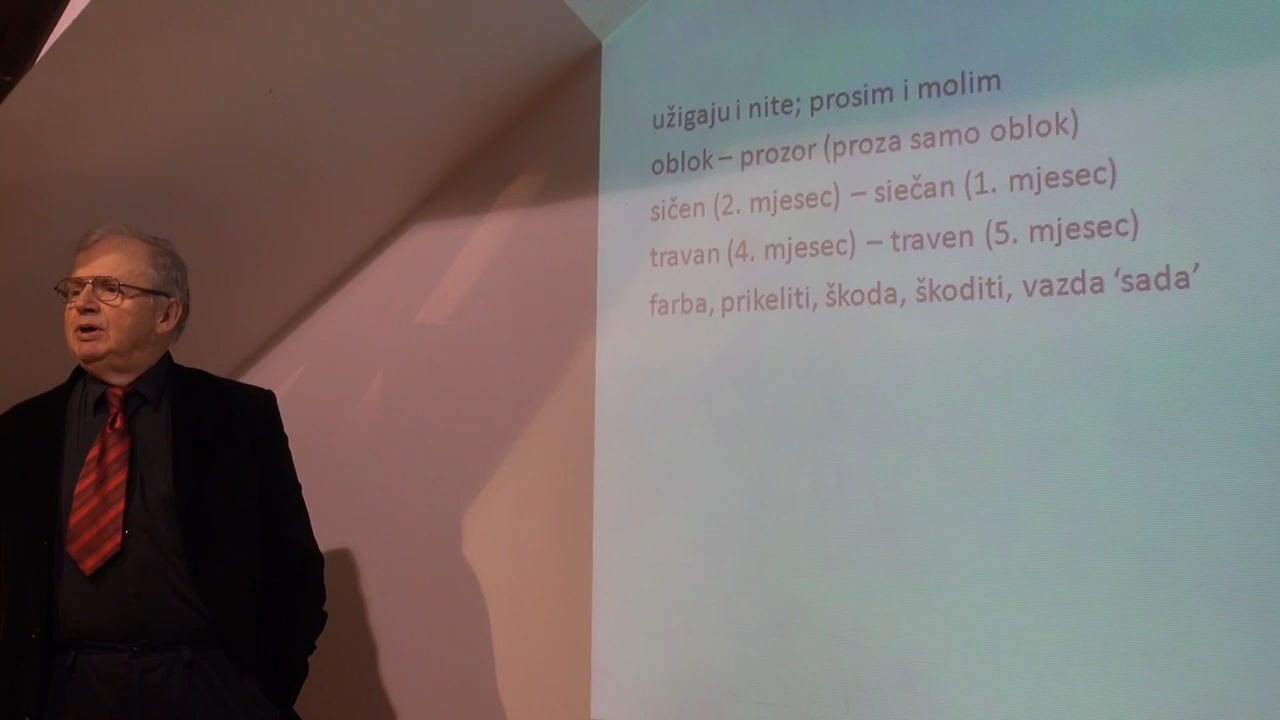 užigaju i nite; prosim i molim
oblok – prozor (proza samo oblok)
sičen (2. mjesec) – siečan (1. mjesec)
travan (4. mjesec) – traven (5. mjesec)
farba, prikeliti, škoda, škoditi, vazda ‘sada’